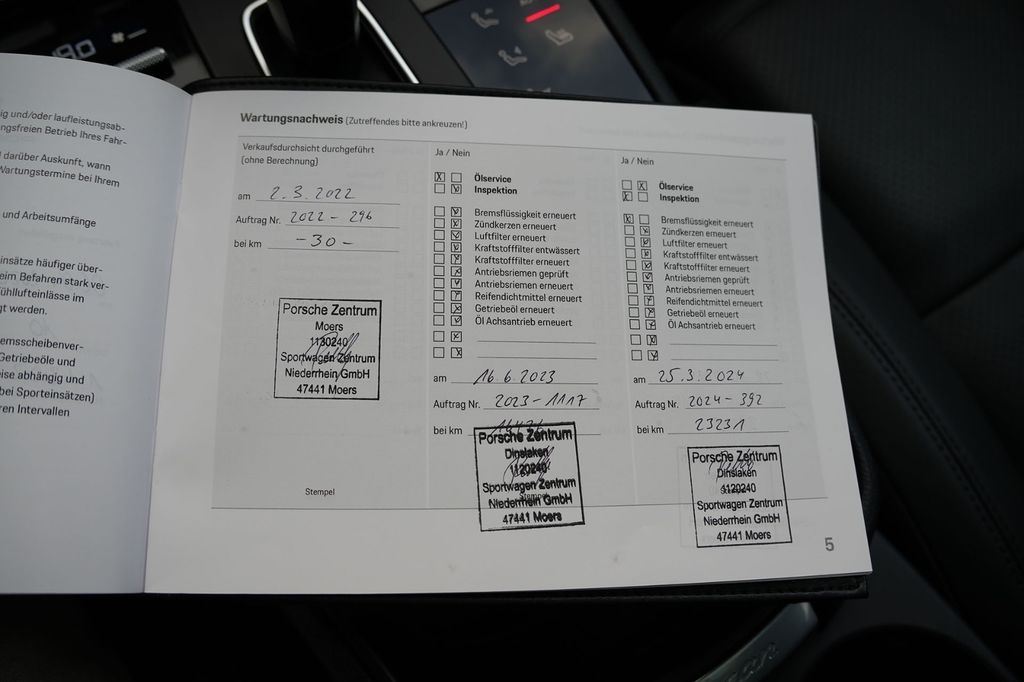 ig und/oder laufleistungsab-
ngsfreien Betrieb Ihres Fahr-
darüber Auskunft, wann
Wartungstermine bei Ihrem
und Arbeitsumfänge
insätze häufiger über-
eim Befahren stark ver-
ühllufteinlässe im
gt werden.
emsscheibenver-
Getriebeöle und
ise abhängig und
bei Sporteinsätzen)
ren Intervallen
Wartungsnachweis (Zutreffendes bitte ankreuzen!)
Verkaufsdurchsicht durchgeführt
(ohne Berechnung)
am 2.3.2022
Auftrag Nr. 2022 - 296
bei km -30-
Porsche Zentrum
Moers
1120240
Sportwagen Zentrum
Niederrhein GmbH
47441 Moers
Stempel
Ja / Nein
Ölservice
Inspektion
Bremsflüssigkeit erneuert
Zündkerzen erneuert
Luftfilter erneuert
Kraftstofffilter entwässert
Kraftstofffilter erneuert
Antriebsriemen geprüft
Antriebsriemen erneuert
Reifendichtmittel erneuert
Getriebeöl erneuert
Öl Achsantrieb erneuert
am 16.6.2023
Auftrag Nr. 2023-1117
bei km
Porsche Zentrum
Dinslaken
1120240
Sportwagen Zentrum
Stempel
Niederrhein GmbH
47441 Moers
Ja / Nein
Ölservice
Inspektion
Bremsflüssigkeit erneuert
Zündkerzen erneuert
Luftfilter erneuert
Kraftstofffilter entwässert
Kraftstofffilter erneuert
Antriebsriemen geprüft
Antriebsriemen erneuert
Reifendichtmittel erneuert
Getriebeöl erneuert
Öl Achsantrieb erneuert
am 25.3.2024
Auftrag Nr. 2024-392
bei km 23231
Porsche Zentrum
Dinslaken
1120240
Sportwagen Zentrum
Niederrhein GmbH
47441 Moers
5